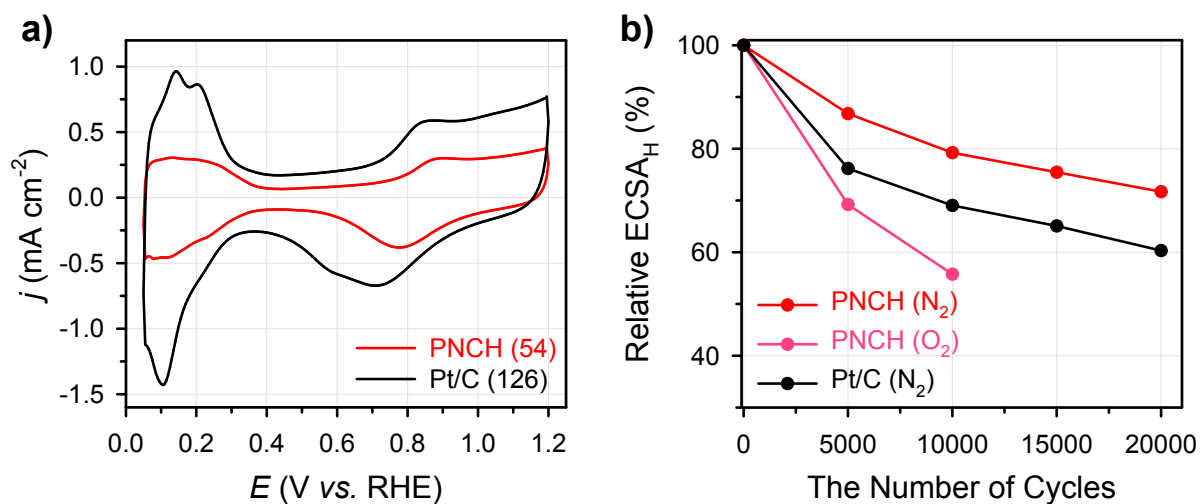 a)
j (mA cm⁻²)
1.0
0.5
0.0
-0.5
-1.0
-1.5
PNCH (54)
Pt/C (126)
0.0 0.2 0.4 0.6 0.8 1.0 1.2
E (V vs. RHE)
b)
Relative ECSA_H (%)
100
80
60
40
PNCH (N₂)
PNCH (O₂)
Pt/C (N₂)
0 5000 10000 15000 20000
The Number of Cycles